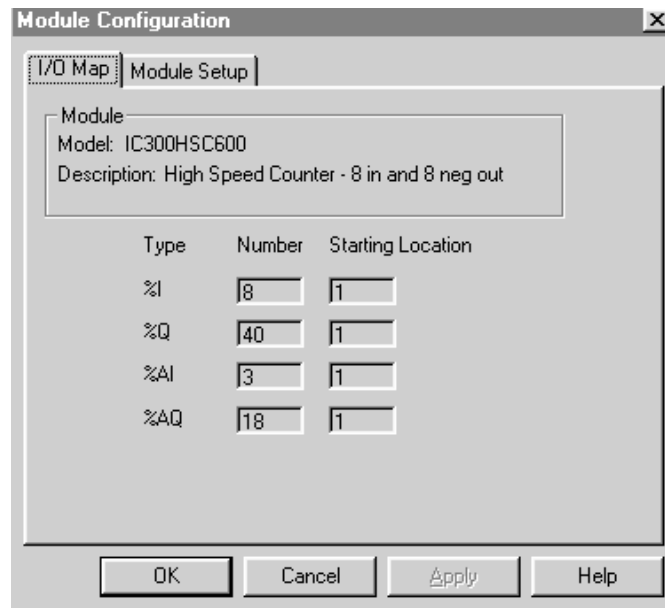 Module Configuration
I/O Map Module Setup
Module
Model: IC300HSC600
Description: High Speed Counter - 8 in and 8 neg out
Type Number Starting Location
%I 8 1
%Q 40 1
%AI 3 1
%AQ 18 1
OK Cancel Apply Help